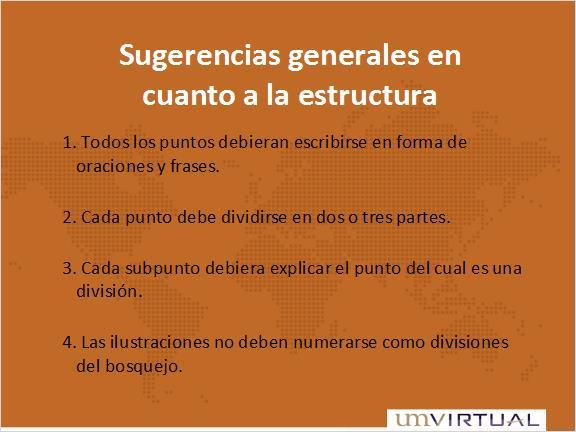 Sugerencias generales en
cuanto a la estructura
1. Todos los puntos debieran escribirse en forma de
oraciones y frases.
2. Cada punto debe dividirse en dos o tres partes.
3. Cada subpunto debiera explicar el punto del cual es una
división.
4. Las ilustraciones no deben numerarse como divisiones
del bosquejo.
UMVIRTUAL